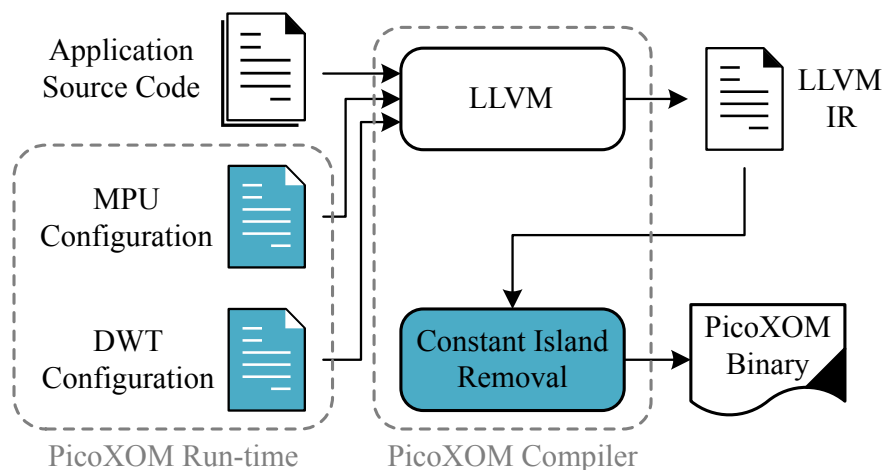 Application
Source Code
LLVM
LLVM
IR
MPU
Configuration
DWT
Configuration
Constant Island
Removal
PicoXOM
Binary
PicoXOM Run-time
PicoXOM Compiler